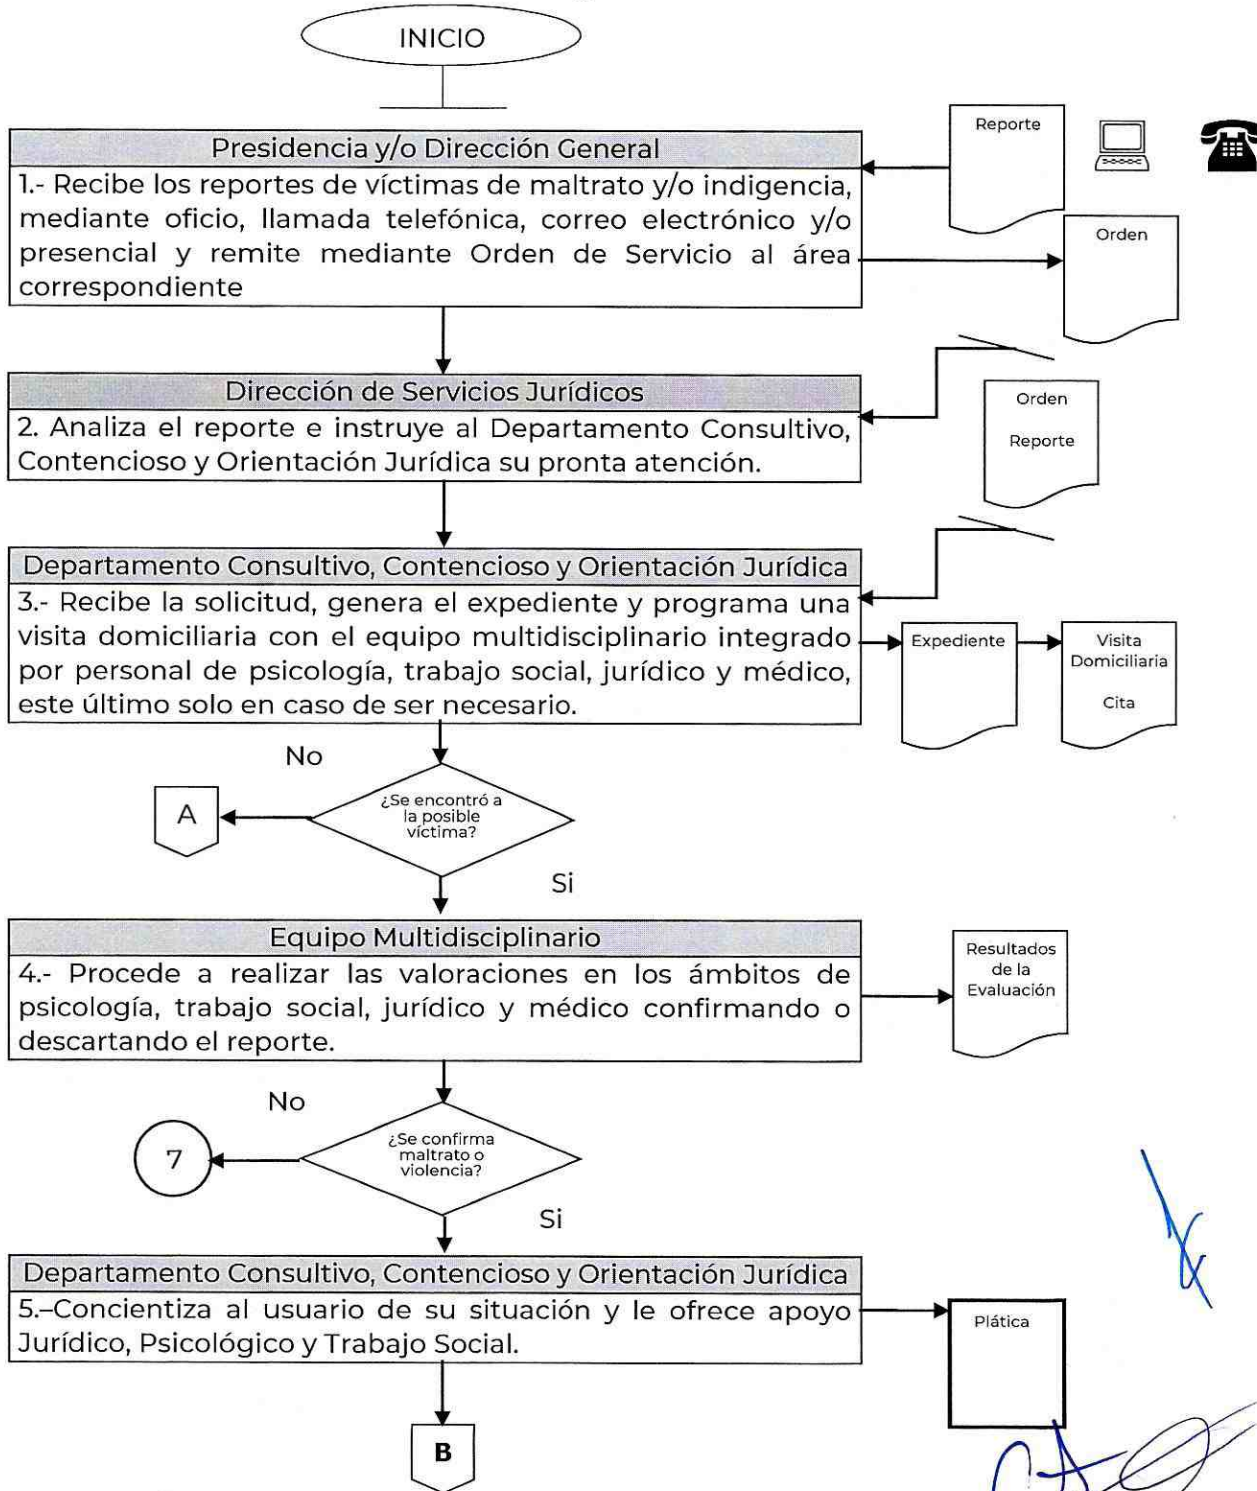 INICIO
Presidencia y/o Dirección General
1.- Recibe los reportes de víctimas de maltrato y/o indigencia,
mediante oficio, llamada telefónica, correo electrónico y/o
presencial y remite mediante Orden de Servicio al área
correspondiente
Reporte
Orden
Dirección de Servicios Jurídicos
2. Analiza el reporte e instruye al Departamento Consultivo,
Contencioso y Orientación Jurídica su pronta atención.
Orden
Reporte
Departamento Consultivo, Contencioso y Orientación Jurídica
3.- Recibe la solicitud, genera el expediente y programa una
visita domiciliaria con el equipo multidisciplinario integrado
por personal de psicología, trabajo social, jurídico y médico,
este último solo en caso de ser necesario.
Expediente
Visita
Domiciliaria
Cita
No
A
¿Se encontró a
la posible
víctima?
Si
Equipo Multidisciplinario
4.- Procede a realizar las valoraciones en los ámbitos de
psicología, trabajo social, jurídico y médico confirmando o
descartando el reporte.
Resultados
de la
Evaluación
No
7
¿Se confirma
maltrato o
violencia?
Si
Departamento Consultivo, Contencioso y Orientación Jurídica
5.–Concientiza al usuario de su situación y le ofrece apoyo
Jurídico, Psicológico y Trabajo Social.
Plática
B